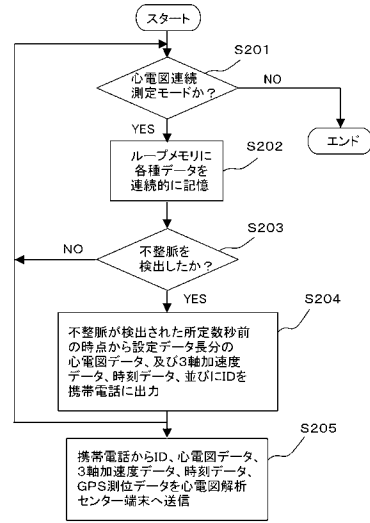 スタート
S201
心電図連続
測定モードか?
NO
YES
エンド
S202
ループメモリに
各種データを
連続的に記憶
S203
NO
不整脈を
検出したか?
YES
S204
不整脈が検出された所定数秒前
の時点から設定データ長分の
心電図データ、及び3軸加速度
データ、時刻データ、並びにIDを
携帯電話に出力
S205
携帯電話からID、心電図データ、
3軸加速度データ、時刻データ、
GPS測位データを心電図解析
センター端末へ送信